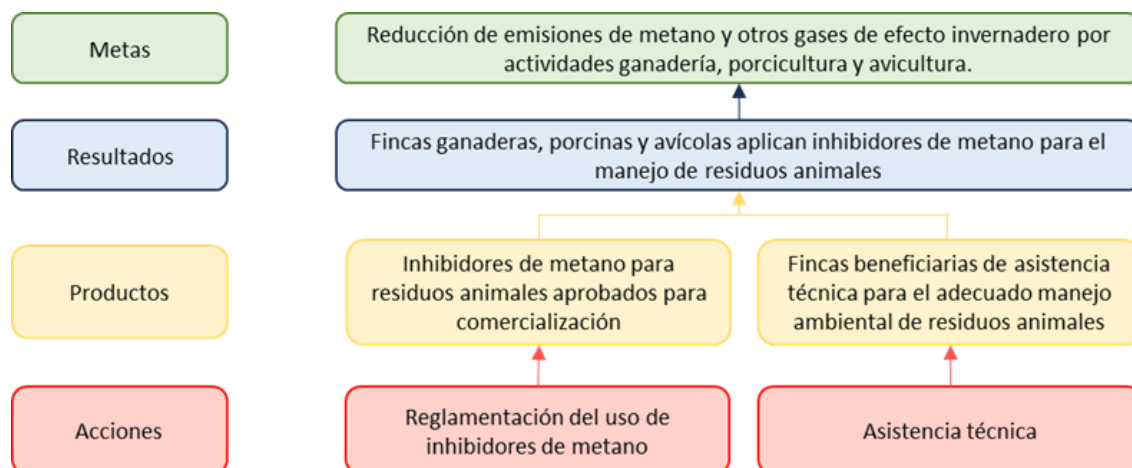 Metas
Reducción de emisiones de metano y otros gases de efecto invernadero por
actividades ganadería, porcicultura y avicultura.
Resultados
Fincas ganaderas, porcinas y avícolas aplican inhibidores de metano para el
manejo de residuos animales
Productos
Inhibidores de metano para
residuos animales aprobados para
comercialización
Fincas beneficiarias de asistencia
técnica para el adecuado manejo
ambiental de residuos animales
Acciones
Reglamentación del uso de
inhibidores de metano
Asistencia técnica